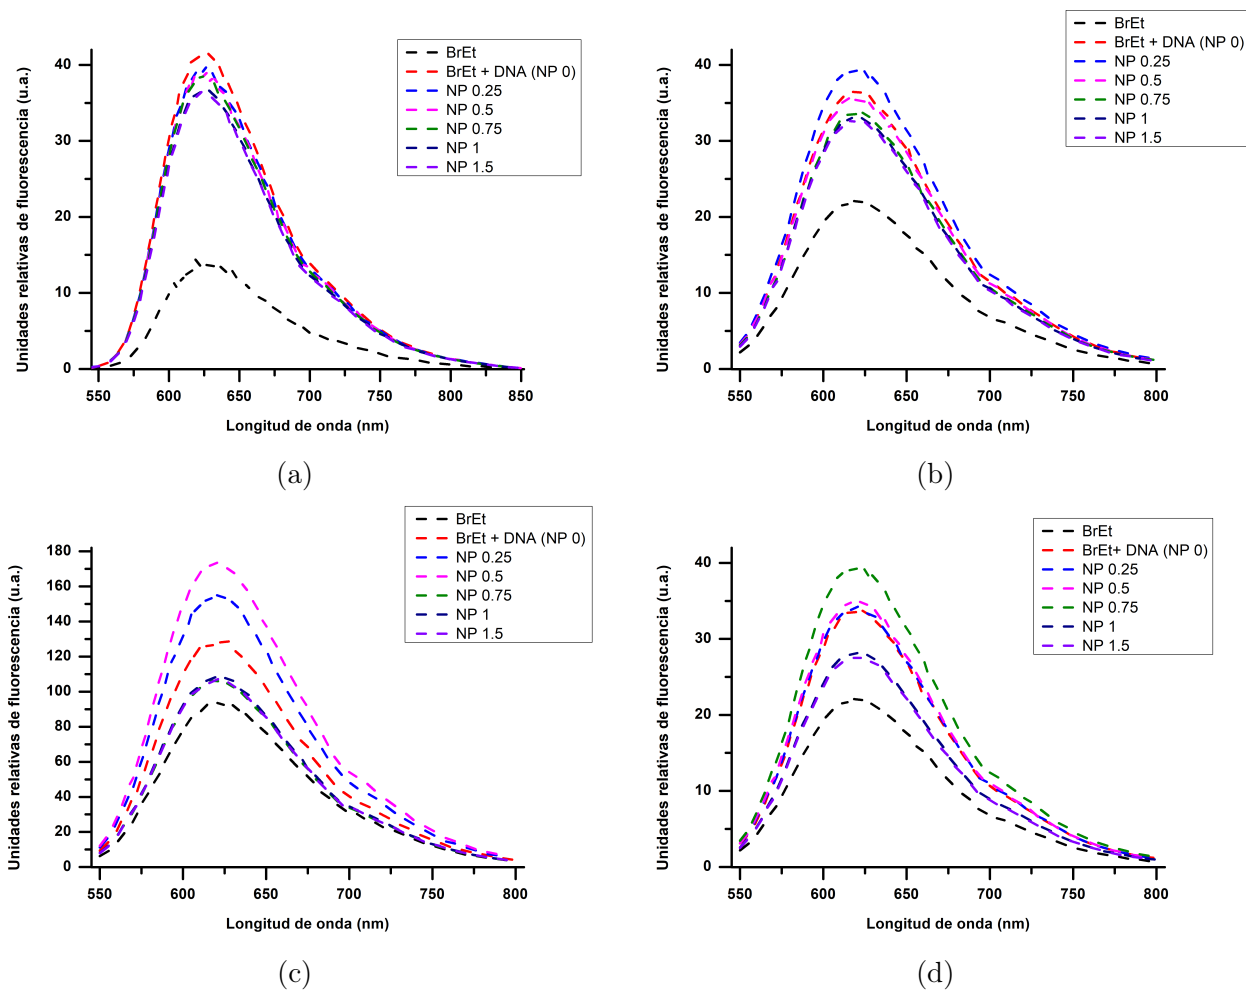 BrEt
BrEt + DNA (NP 0)
NP 0.25
NP 0.5
NP 0.75
NP 1
NP 1.5
Unidades relativas de fluorescencia (u.a.)
40
30
20
10
0
550 600 650 700 750 800 850
Longitud de onda (nm)
(a)
BrEt
BrEt + DNA (NP 0)
NP 0.25
NP 0.5
NP 0.75
NP 1
NP 1.5
Unidades relativas de fluorescencia (u.a.)
40
30
20
10
0
550 600 650 700 750 800
Longitud de onda (nm)
(b)
BrEt
BrEt + DNA (NP 0)
NP 0.25
NP 0.5
NP 0.75
NP 1
NP 1.5
Unidades relativas de fluorescencia (u.a.)
180
160
140
120
100
80
60
40
20
0
550 600 650 700 750 800
Longitud de onda (nm)
(c)
BrEt
BrEt+ DNA (NP 0)
NP 0.25
NP 0.5
NP 0.75
NP 1
NP 1.5
Unidades relativas de fluorescencia (u.a.)
40
30
20
10
0
550 600 650 700 750 800
Longitud de onda (nm)
(d)